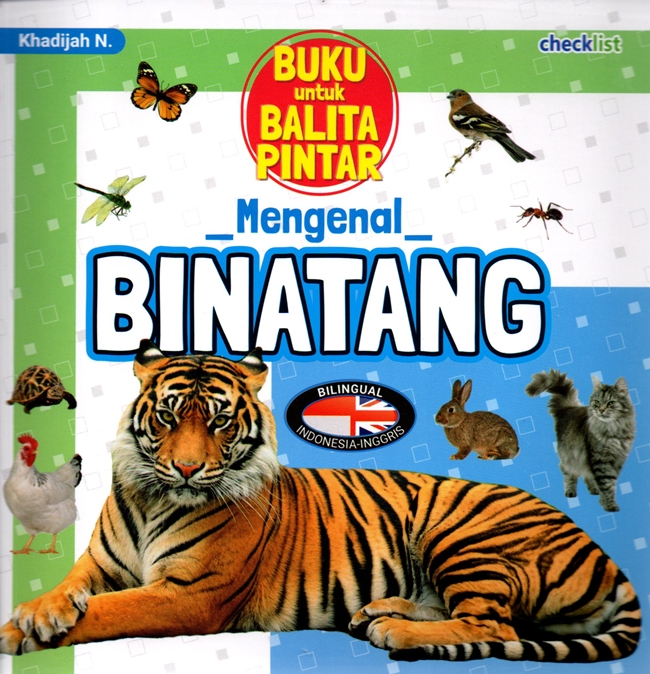 Khadijah N.
checklist
BUKU
untuk
BALITA
PINTAR
_Mengenal_
BINATANG
BILINGUAL
INDONESIA-INGGRIS